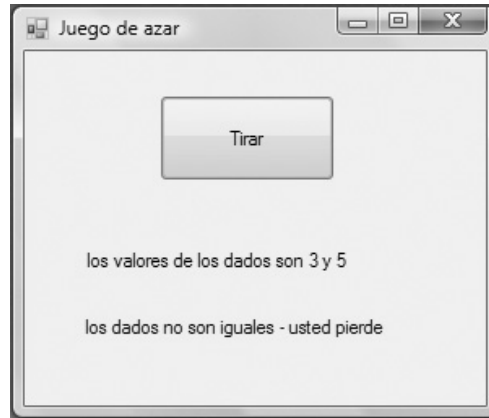 Juego de azar
Tirar
los valores de los dados son 3 y 5
los dados no son iguales - usted pierde